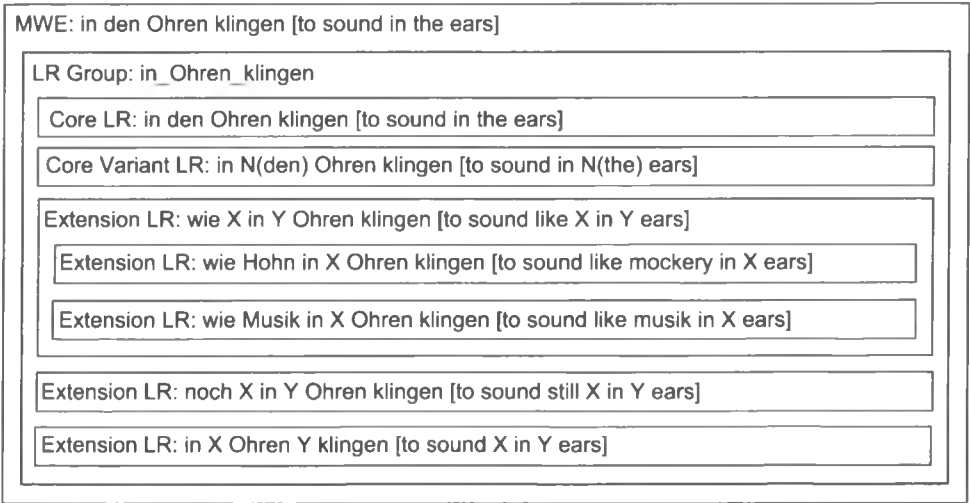 MWE: in den Ohren klingen [to sound in the ears]
LR Group: in_Ohren_klingen
Core LR: in den Ohren klingen [to sound in the ears]
Core Variant LR: in N(den) Ohren klingen [to sound in N(the) ears]
Extension LR: wie X in Y Ohren klingen [to sound like X in Y ears]
Extension LR: wie Hohn in X Ohren klingen [to sound like mockery in X ears]
Extension LR: wie Musik in X Ohren klingen [to sound like musik in X ears]
Extension LR: noch X in Y Ohren klingen [to sound still X in Y ears]
Extension LR: in X Ohren Y klingen [to sound X in Y ears]